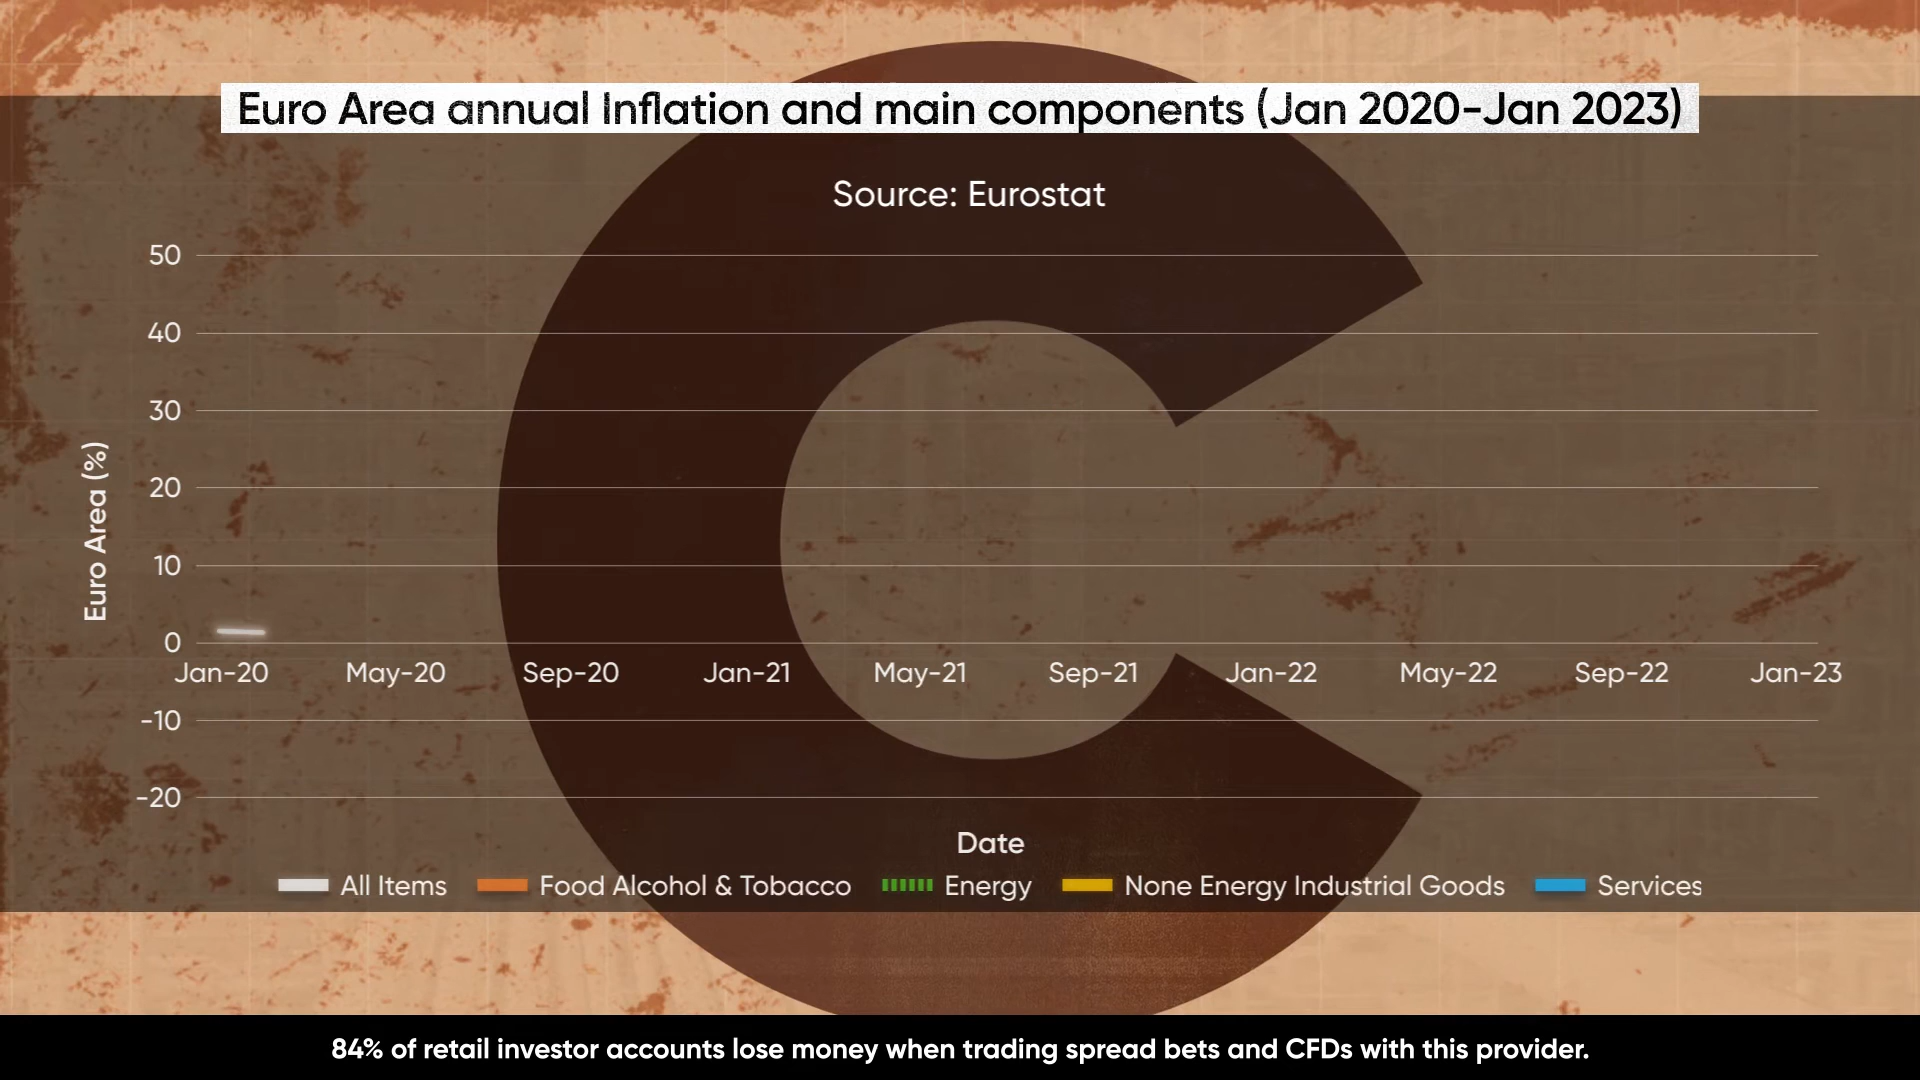 Euro Area annual Inflation and main components (Jan 2020-Jan 2023)
Source: Eurostat
50
40
30
20
10
0
-10
-20
Euro Area (%)
Jan-20 May-20 Sep-20 Jan-21 May-21 Sep-21 Jan-22 May-22 Sep-22 Jan-23
Date
All Items Food Alcohol & Tobacco Energy None Energy Industrial Goods Services
84% of retail investor accounts lose money when trading spread bets and CFDs with this provider.